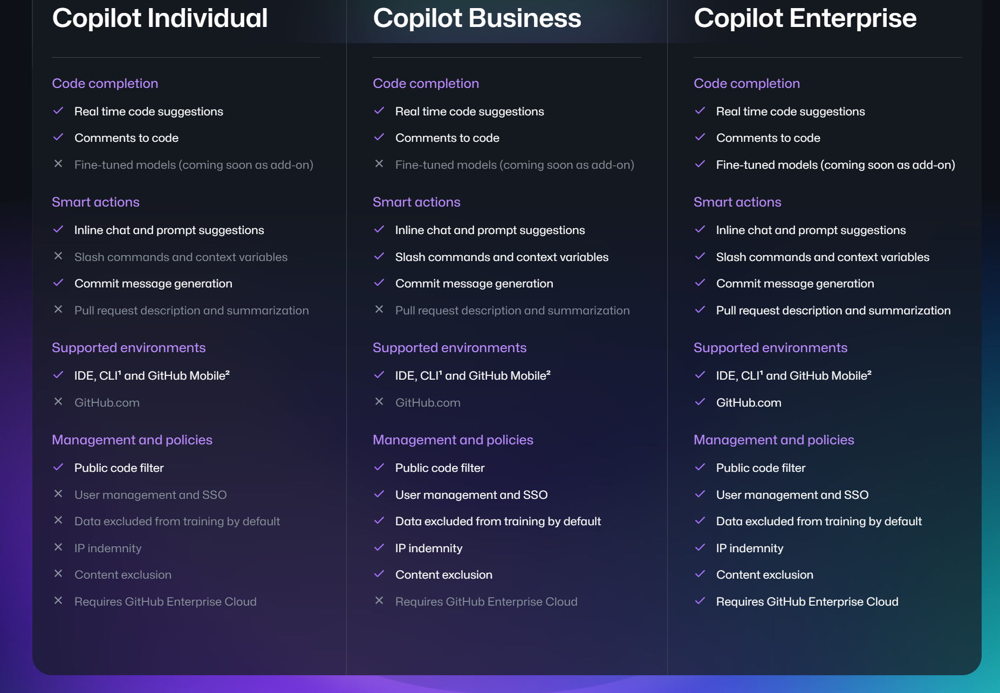 Copilot Individual
Code completion
Real time code suggestions
Comments to code
Fine-tuned models (coming soon as add-on)
Smart actions
Inline chat and prompt suggestions
Slash commands and context variables
Commit message generation
Pull request description and summarization
Supported environments
IDE, CLI¹ and GitHub Mobile²
GitHub.com
Management and policies
Public code filter
User management and SSO
Data excluded from training by default
IP indemnity
Content exclusion
Requires GitHub Enterprise Cloud
Copilot Business
Code completion
Real time code suggestions
Comments to code
Fine-tuned models (coming soon as add-on)
Smart actions
Inline chat and prompt suggestions
Slash commands and context variables
Commit message generation
Pull request description and summarization
Supported environments
IDE, CLI¹ and GitHub Mobile²
GitHub.com
Management and policies
Public code filter
User management and SSO
Data excluded from training by default
IP indemnity
Content exclusion
Requires GitHub Enterprise Cloud
Copilot Enterprise
Code completion
Real time code suggestions
Comments to code
Fine-tuned models (coming soon as add-on)
Smart actions
Inline chat and prompt suggestions
Slash commands and context variables
Commit message generation
Pull request description and summarization
Supported environments
IDE, CLI¹ and GitHub Mobile²
GitHub.com
Management and policies
Public code filter
User management and SSO
Data excluded from training by default
IP indemnity
Content exclusion
Requires GitHub Enterprise Cloud